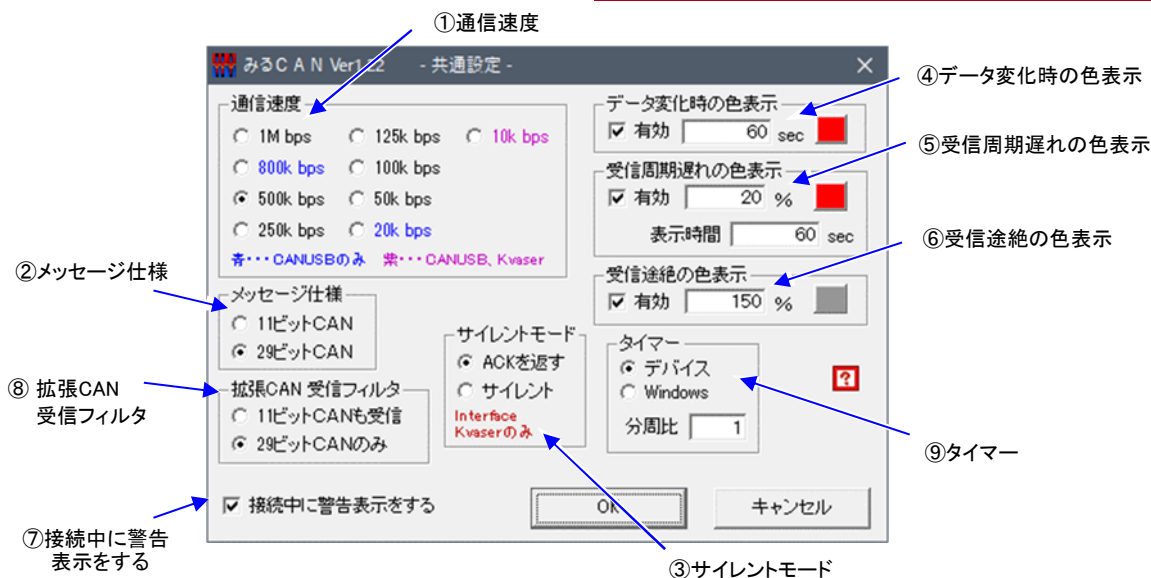 ①通信速度
みるCAN Ver1.22 - 共通設定 -
通信速度
1M bps 125k bps 10k bps
800k bps 100k bps
500k bps 50k bps
250k bps 20k bps
青・・・CANUSBのみ 紫・・・CANUSB、Kvaser
データ変化時の色表示
有効 60 sec
④データ変化時の色表示
受信周期遅れの色表示
有効 20 %
表示時間 60 sec
⑤受信周期遅れの色表示
受信途絶の色表示
有効 150 %
⑥受信途絶の色表示
②メッセージ仕様
メッセージ仕様
11ビットCAN
29ビットCAN
⑧ 拡張CAN
受信フィルタ
拡張CAN 受信フィルタ
11ビットCANも受信
29ビットCANのみ
サイレントモード
ACKを返す
サイレント
Interface
Kvaserのみ
タイマー
デバイス
Windows
分周比 1
?
⑨タイマー
接続中に警告表示をする
OK キャンセル
⑦接続中に警告
表示をする
③サイレントモード